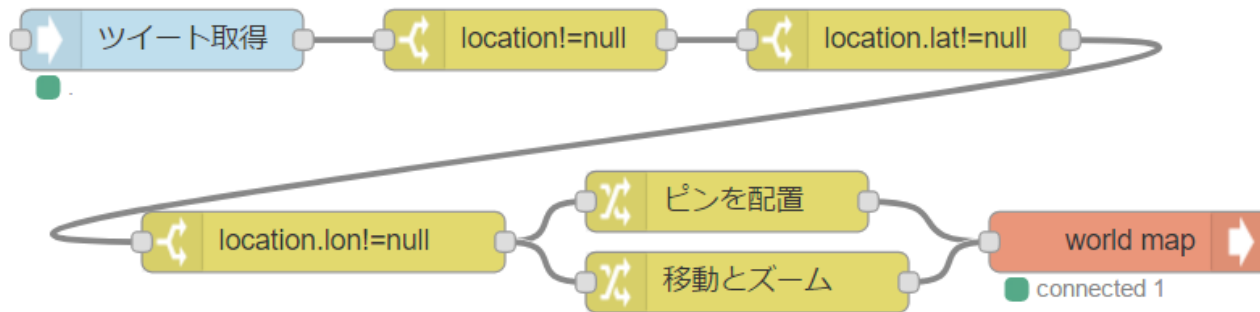 ツイート取得
location!=null
location.lat!=null
.
location.lon!=null
ピンを配置
移動とズーム
world map
connected 1